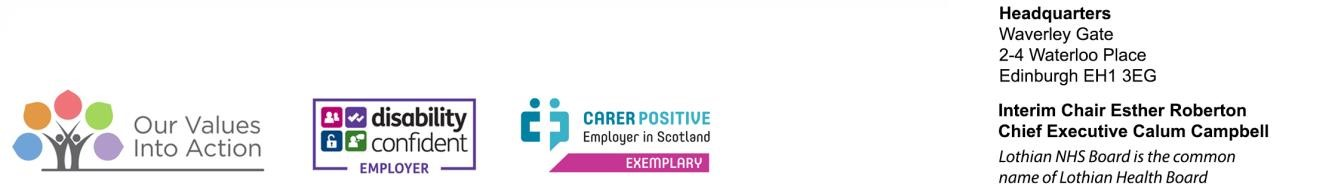 Our Values
Into Action
disability
confident
EMPLOYER
CARER POSITIVE
Employer in Scotland
EXEMPLARY
Headquarters
Waverley Gate
2-4 Waterloo Place
Edinburgh EH1 3EG
Interim Chair Esther Roberton
Chief Executive Calum Campbell
Lothian NHS Board is the common
name of Lothian Health Board